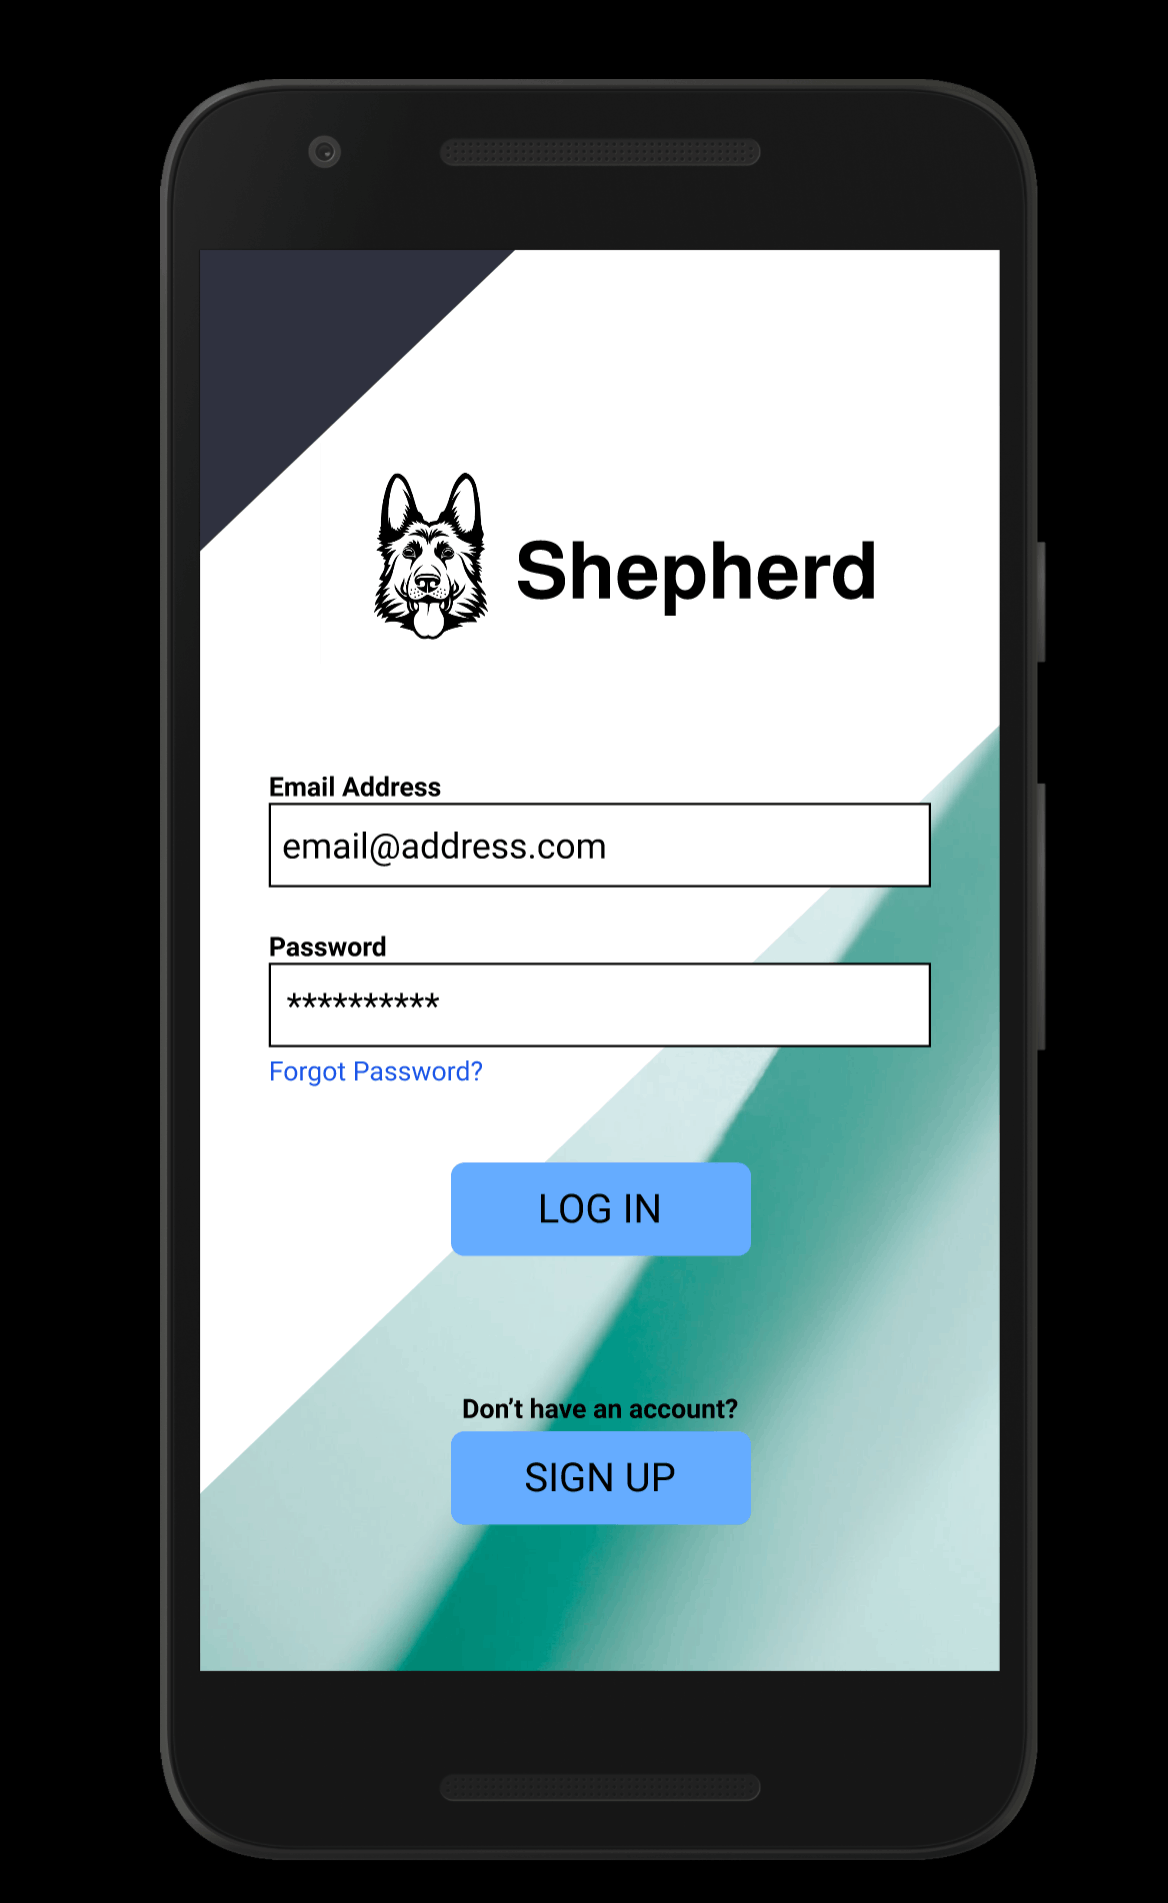 Shepherd
Email Address
email@address.com
Password
**********
Forgot Password?
LOG IN
Don’t have an account?
SIGN UP